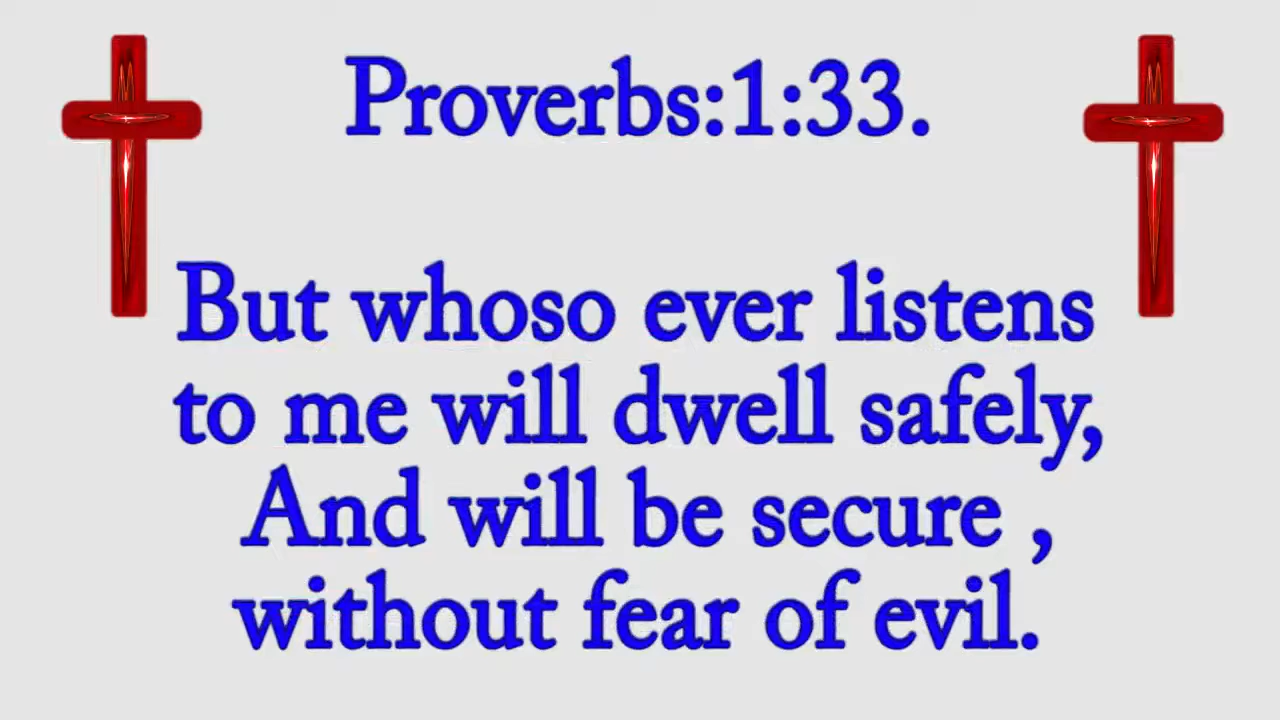 Proverbs:1:33.
But whoso ever listens
to me will dwell safely,
And will be secure ,
without fear of evil.